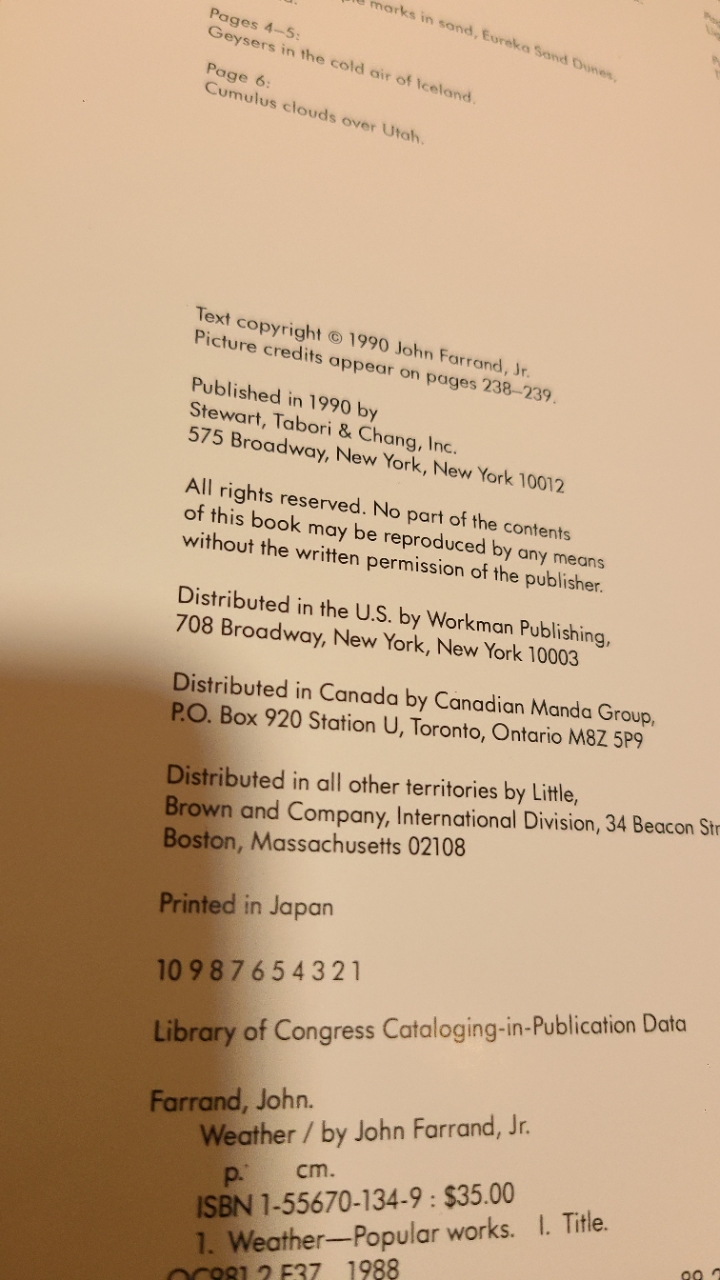 marks in sand, Eureka Sand Dunes,
Pages 4–5:
Geysers in the cold air of Iceland.
Page 6:
Cumulus clouds over Utah.
Text copyright © 1990 John Farrand, Jr.
Picture credits appear on pages 238–239.
Published in 1990 by
Stewart, Tabori & Chang, Inc.
575 Broadway, New York, New York 10012
All rights reserved. No part of the contents
of this book may be reproduced by any means
without the written permission of the publisher.
Distributed in the U.S. by Workman Publishing,
708 Broadway, New York, New York 10003
Distributed in Canada by Canadian Manda Group,
P.O. Box 920 Station U, Toronto, Ontario M8Z 5P9
Distributed in all other territories by Little,
Brown and Company, International Division, 34 Beacon Str
Boston, Massachusetts 02108
Printed in Japan
10 9 8 7 6 5 4 3 2 1
Library of Congress Cataloging-in-Publication Data
Farrand, John.
Weather / by John Farrand, Jr.
p. cm.
ISBN 1-55670-134-9 : $35.00
1. Weather—Popular works. I. Title.
QC981.2.F37 1988